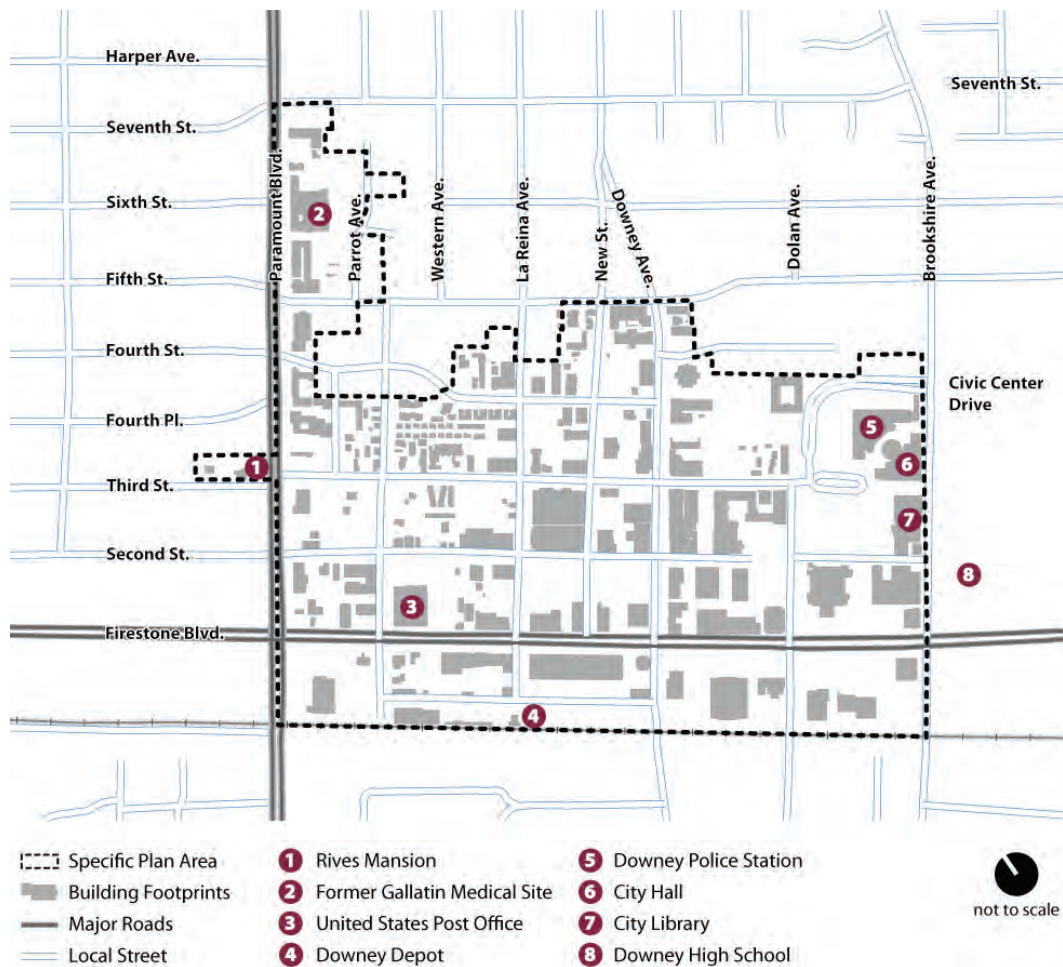 Harper Ave.
Seventh St.
Seventh St.
Paramount Blvd.
Sixth St.
2
Parrot Ave.
Western Ave.
La Reina Ave.
New St.
Downey Ave.
Dolan Ave.
Brookshire Ave.
Fifth St.
Fourth St.
Civic Center
Drive
Fourth Pl.
5
1
6
Third St.
7
Second St.
8
3
Firestone Blvd.
4
Specific Plan Area
Building Footprints
Major Roads
Local Street
1 Rives Mansion
2 Former Gallatin Medical Site
3 United States Post Office
4 Downey Depot
5 Downey Police Station
6 City Hall
7 City Library
8 Downey High School
not to scale